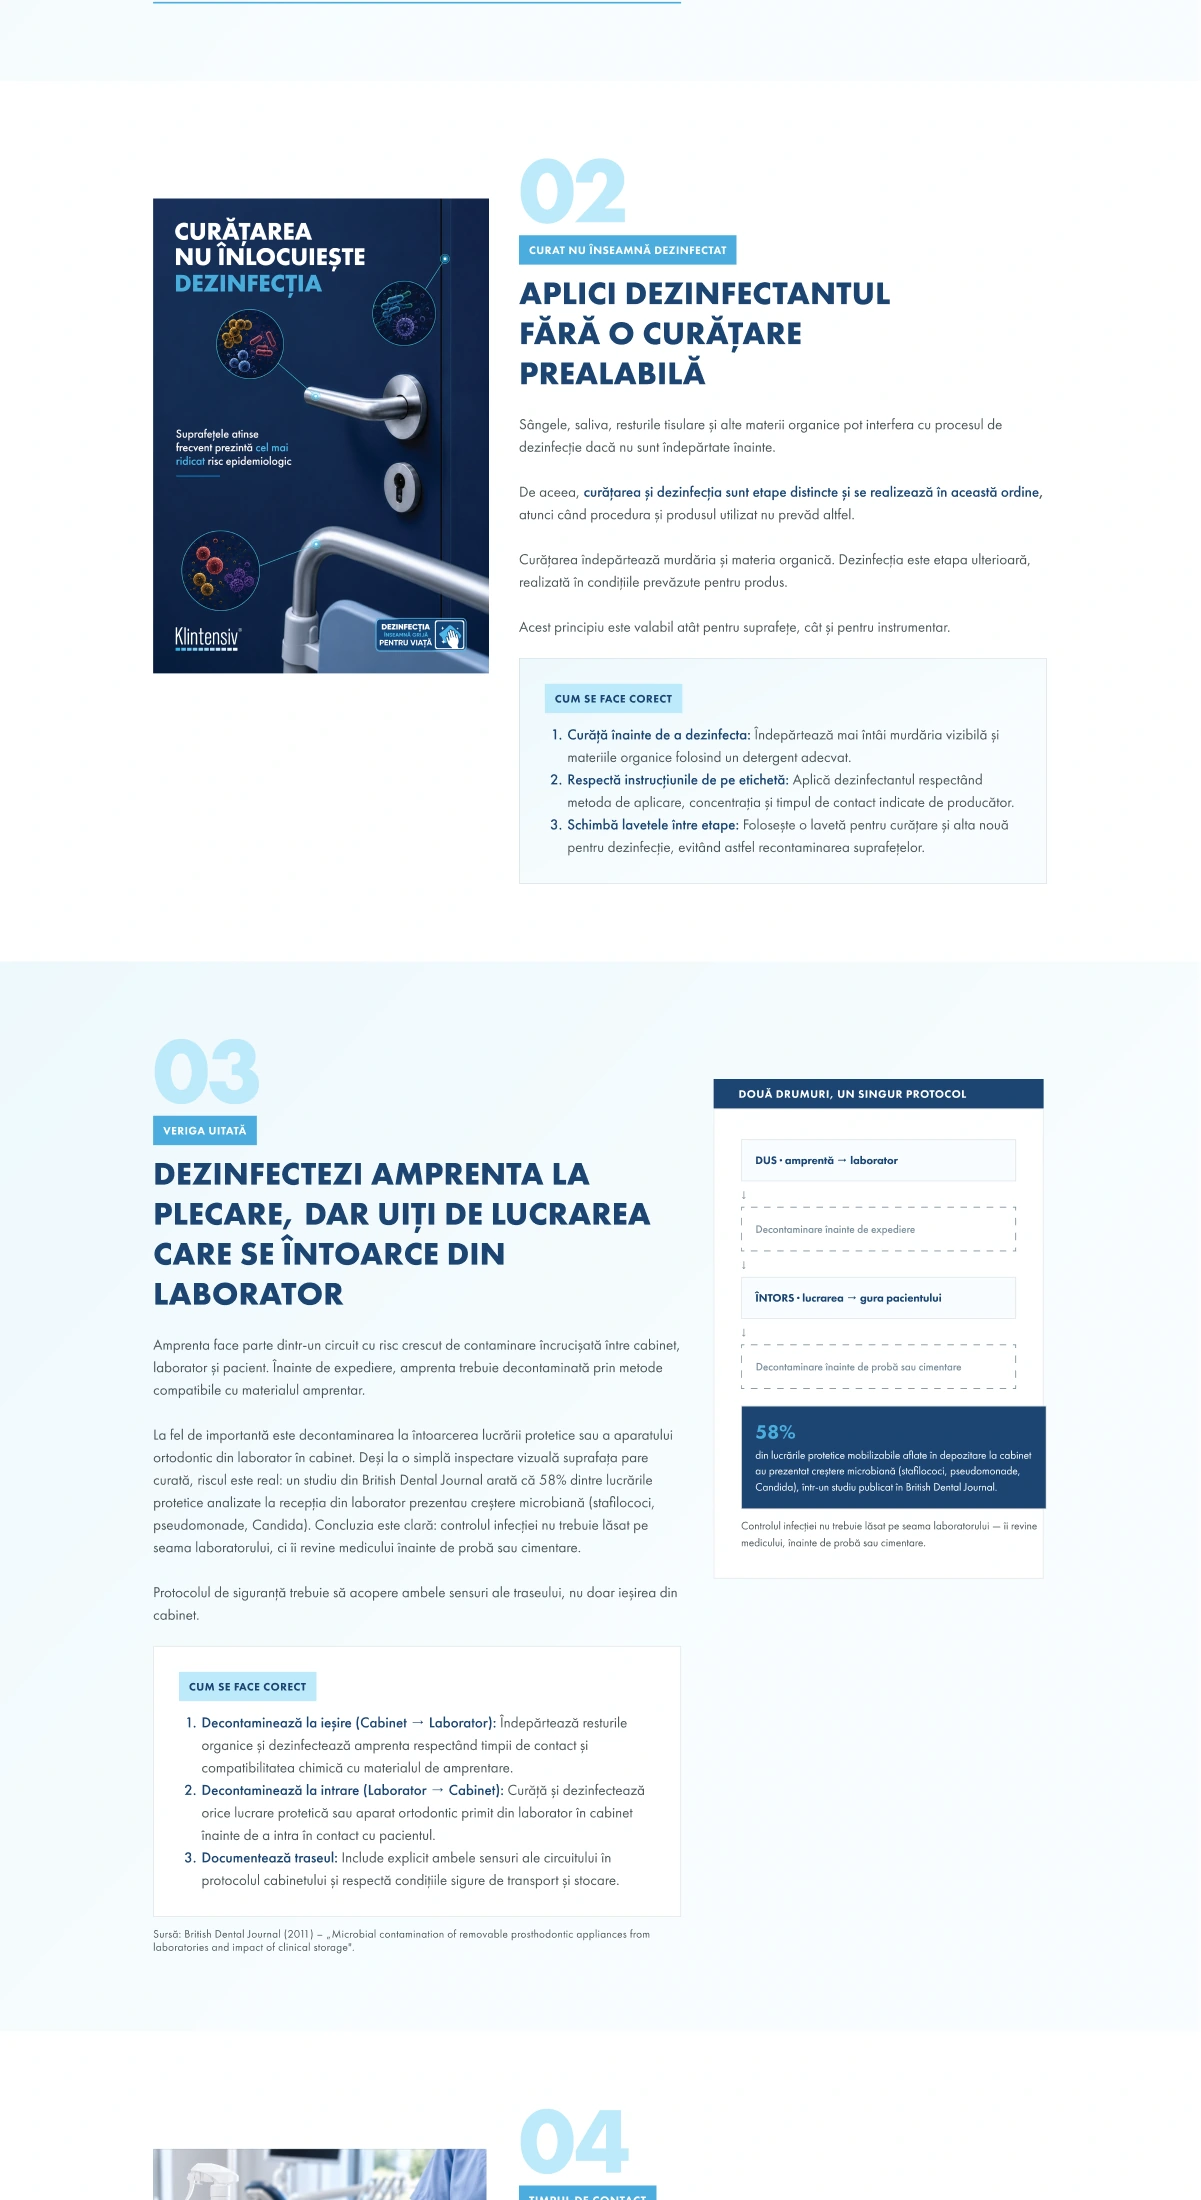 CURĂȚAREA
NU ÎNLOCUIEȘTE
DEZINFECȚIA
Suprafețele atinse
frecvent prezintă cel mai
ridicat risc epidemiologic
Klintensiv®
DEZINFECȚIA
ÎNSEAMNĂ GRIJĂ
PENTRU VIAȚĂ
02
CURAT NU ÎNSEAMNĂ DEZINFECTAT
APLICI DEZINFECTANTUL
FĂRĂ O CURĂȚARE
PREALABILĂ
Sângele, saliva, resturile tisulare și alte materii organice pot interfera cu procesul de
dezinfecție dacă nu sunt îndepărtate înainte.
De aceea, curățarea și dezinfecția sunt etape distincte și se realizează în această ordine,
atunci când procedura și produsul utilizat nu prevăd altfel.
Curățarea îndepărtează murdăria și materia organică. Dezinfecția este etapa ulterioară,
realizată în condițiile prevăzute pentru produs.
Acest principiu este valabil atât pentru suprafețe, cât și pentru instrumentar.
CUM SE FACE CORECT
1. Curăță înainte de a dezinfecta: Îndepărtează mai întâi murdăria vizibilă și
materiile organice folosind un detergent adecvat.
2. Respectă instrucțiunile de pe etichetă: Aplică dezinfectantul respectând
metoda de aplicare, concentrația și timpul de contact indicate de producător.
3. Schimbă lavetele între etape: Folosește o lavetă pentru curățare și alta nouă
pentru dezinfecție, evitând astfel recontaminarea suprafețelor.
03
VERIGA UITATĂ
DEZINFECTEZI AMPRENTA LA
PLECARE, DAR UIȚI DE LUCRAREA
CARE SE ÎNTOARCE DIN
LABORATOR
Amprenta face parte dintr-un circuit cu risc crescut de contaminare încrucișată între cabinet,
laborator și pacient. Înainte de expediere, amprenta trebuie decontaminată prin metode
compatibile cu materialul amprentar.
La fel de importantă este decontaminarea la întoarcerea lucrării protetice sau a aparatului
ortodontic din laborator în cabinet. Deși la o simplă inspectare vizuală suprafața pare
curată, riscul este real: un studiu din British Dental Journal arată că 58% dintre lucrările
protetice analizate la recepția din laborator prezentau creștere microbiană (stafilococi,
pseudomonade, Candida). Concluzia este clară: controlul infecției nu trebuie lăsat pe
seama laboratorului, ci îi revine medicului înainte de probă sau cimentare.
Protocolul de siguranță trebuie să acopere ambele sensuri ale traseului, nu doar ieșirea din
cabinet.
CUM SE FACE CORECT
1. Decontaminează la ieșire (Cabinet → Laborator): Îndepărtează resturile
organice și dezinfectează amprenta respectând timpii de contact și
compatibilitatea chimică cu materialul de amprentare.
2. Decontaminează la intrare (Laborator → Cabinet): Curăță și dezinfectează
orice lucrare protetică sau aparat ortodontic primit din laborator în cabinet
înainte de a intra în contact cu pacientul.
3. Documentează traseul: Include explicit ambele sensuri ale circuitului în
protocolul cabinetului și respectă condițiile sigure de transport și stocare.
Sursă: British Dental Journal (2011) – „Microbial contamination of removable prosthodontic appliances from
laboratories and impact of clinical storage".
DOUĂ DRUMURI, UN SINGUR PROTOCOL
DUS · amprentă → laborator
↓
Decontaminare înainte de expediere
↓
ÎNTORS · lucrarea → gura pacientului
↓
Decontaminare înainte de probă sau cimentare
58%
din lucrările protetice mobilizabile aflate în depozitare la cabinet
au prezentat creștere microbiană (stafilococi, pseudomonade,
Candida), într-un studiu publicat în British Dental Journal.
Controlul infecției nu trebuie lăsat pe seama laboratorului — îi revine
medicului, înainte de probă sau cimentare.
04
TIMPUL DE CONTACT